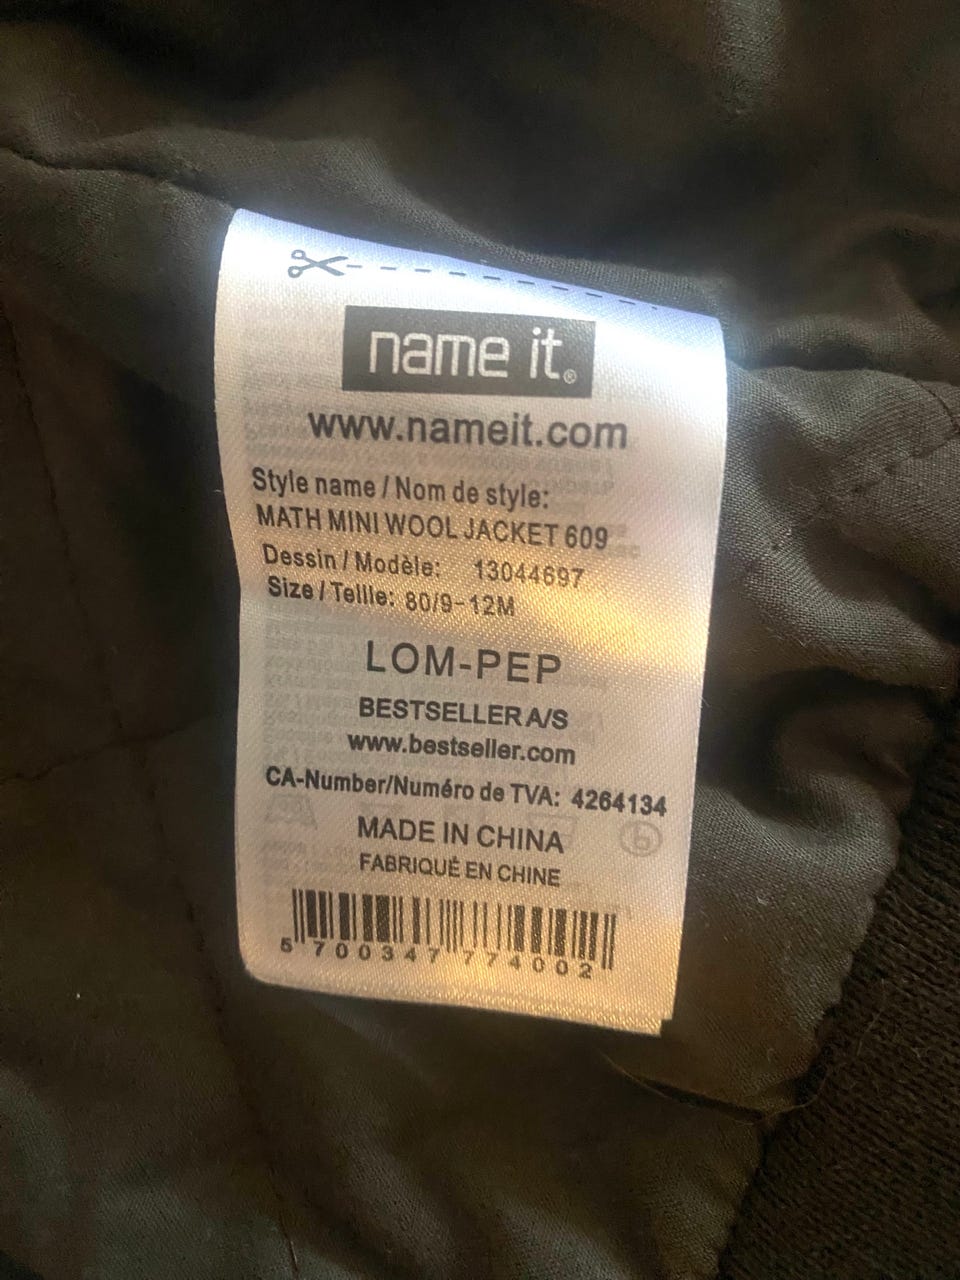 name it®
www.nameit.com
Style name / Nom de style:
MATH MINI WOOL JACKET 609
Dessin / Modèle: 13044697
Size / Tellle: 80/9-12M
LOM-PEP
BESTSELLER A/S
www.bestseller.com
CA-Number/Numéro de TVA: 4264134
MADE IN CHINA
FABRIQUÉ EN CHINE
5 700347 774002